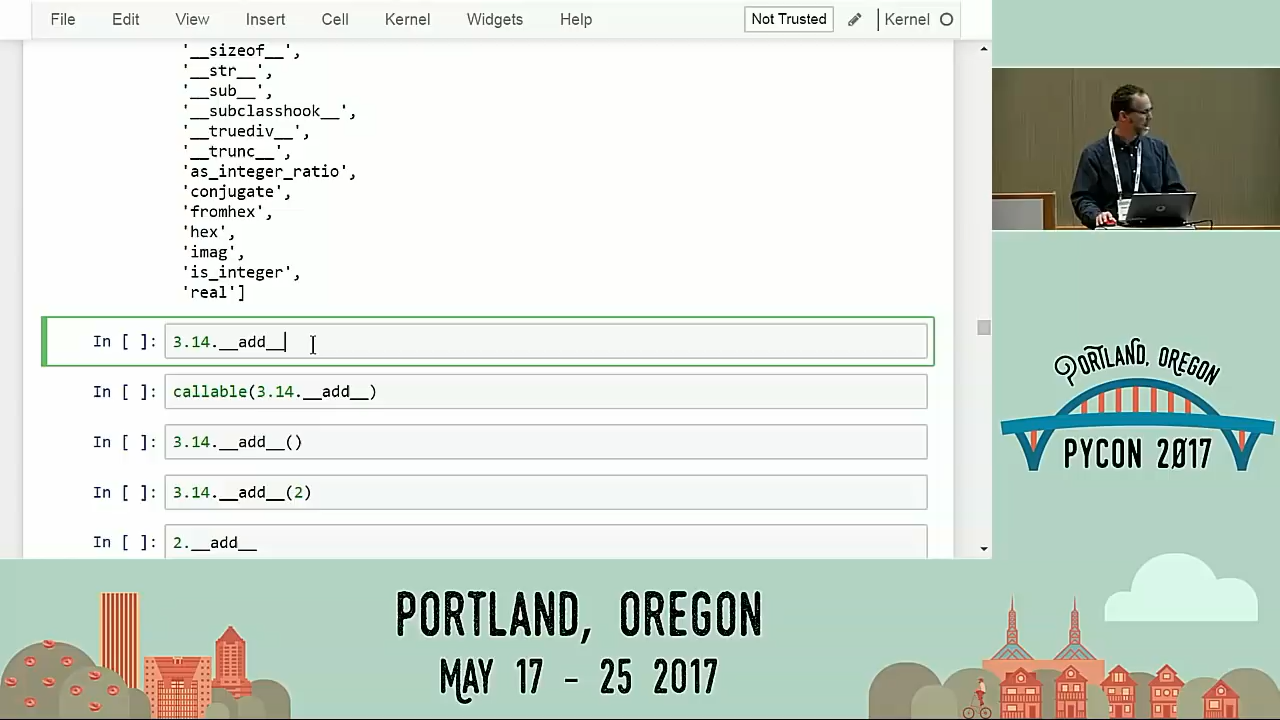 File Edit View Insert Cell Kernel Widgets Help Not Trusted Kernel
'__sizeof__',
'__str__',
'__sub__',
'__subclasshook__',
'__truediv__',
'__trunc__',
'as_integer_ratio',
'conjugate',
'fromhex',
'hex',
'imag',
'is_integer',
'real']
In [ ]: 3.14.__add__
In [ ]: callable(3.14.__add__)
In [ ]: 3.14.__add__()
In [ ]: 3.14.__add__(2)
In [ ]: 2.__add__
PORTLAND, OREGON
PYCON 2017
PORTLAND, OREGON
MAY 17 - 25 2017